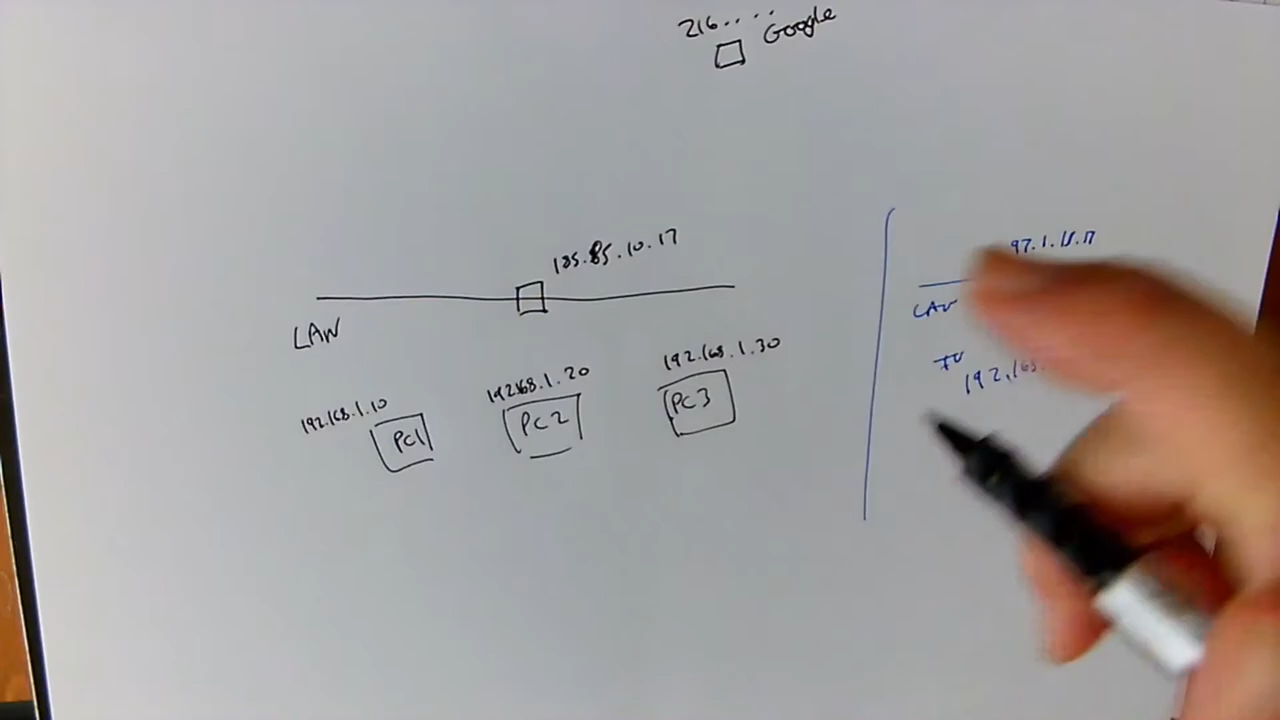 216.....
Google
185.85.10.17
97.1.15.17
LAN
LAN
192.168.1.30
192.168.1.20
192.168.1.10
192.168.
PC3
PC2
PC1